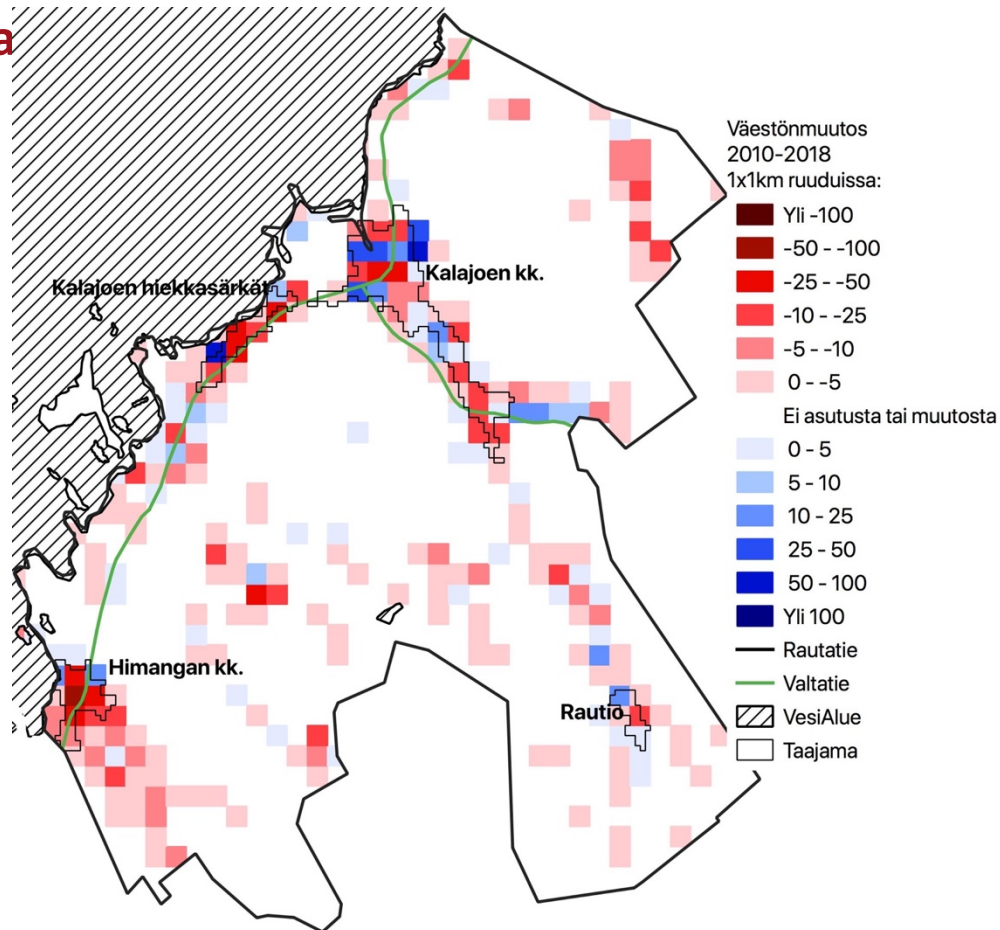 a
Väestönmuutos
2010-2018
1x1km ruuduissa:
Yli -100
-50 - -100
-25 - -50
-10 - -25
-5 - -10
0 - -5
Ei asutusta tai muutosta
0 - 5
5 - 10
10 - 25
25 - 50
50 - 100
Yli 100
Rautatie
Valtatie
VesiAlue
Taajama
Kalajoen kk.
Kalajoen hiekkasärkät
Himangan kk.
Rautio